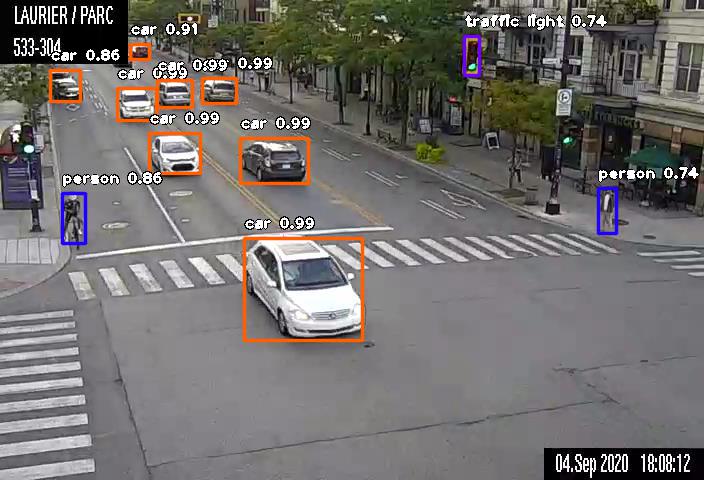 LAURIER / PARC
533-304
car 0.91
traffic light 0.74
car 0.86
car 0.99
car 0.99
car 0.99
car 0.99
car 0.99
person 0.86
person 0.74
car 0.99
04.Sep 2020 18:08:12